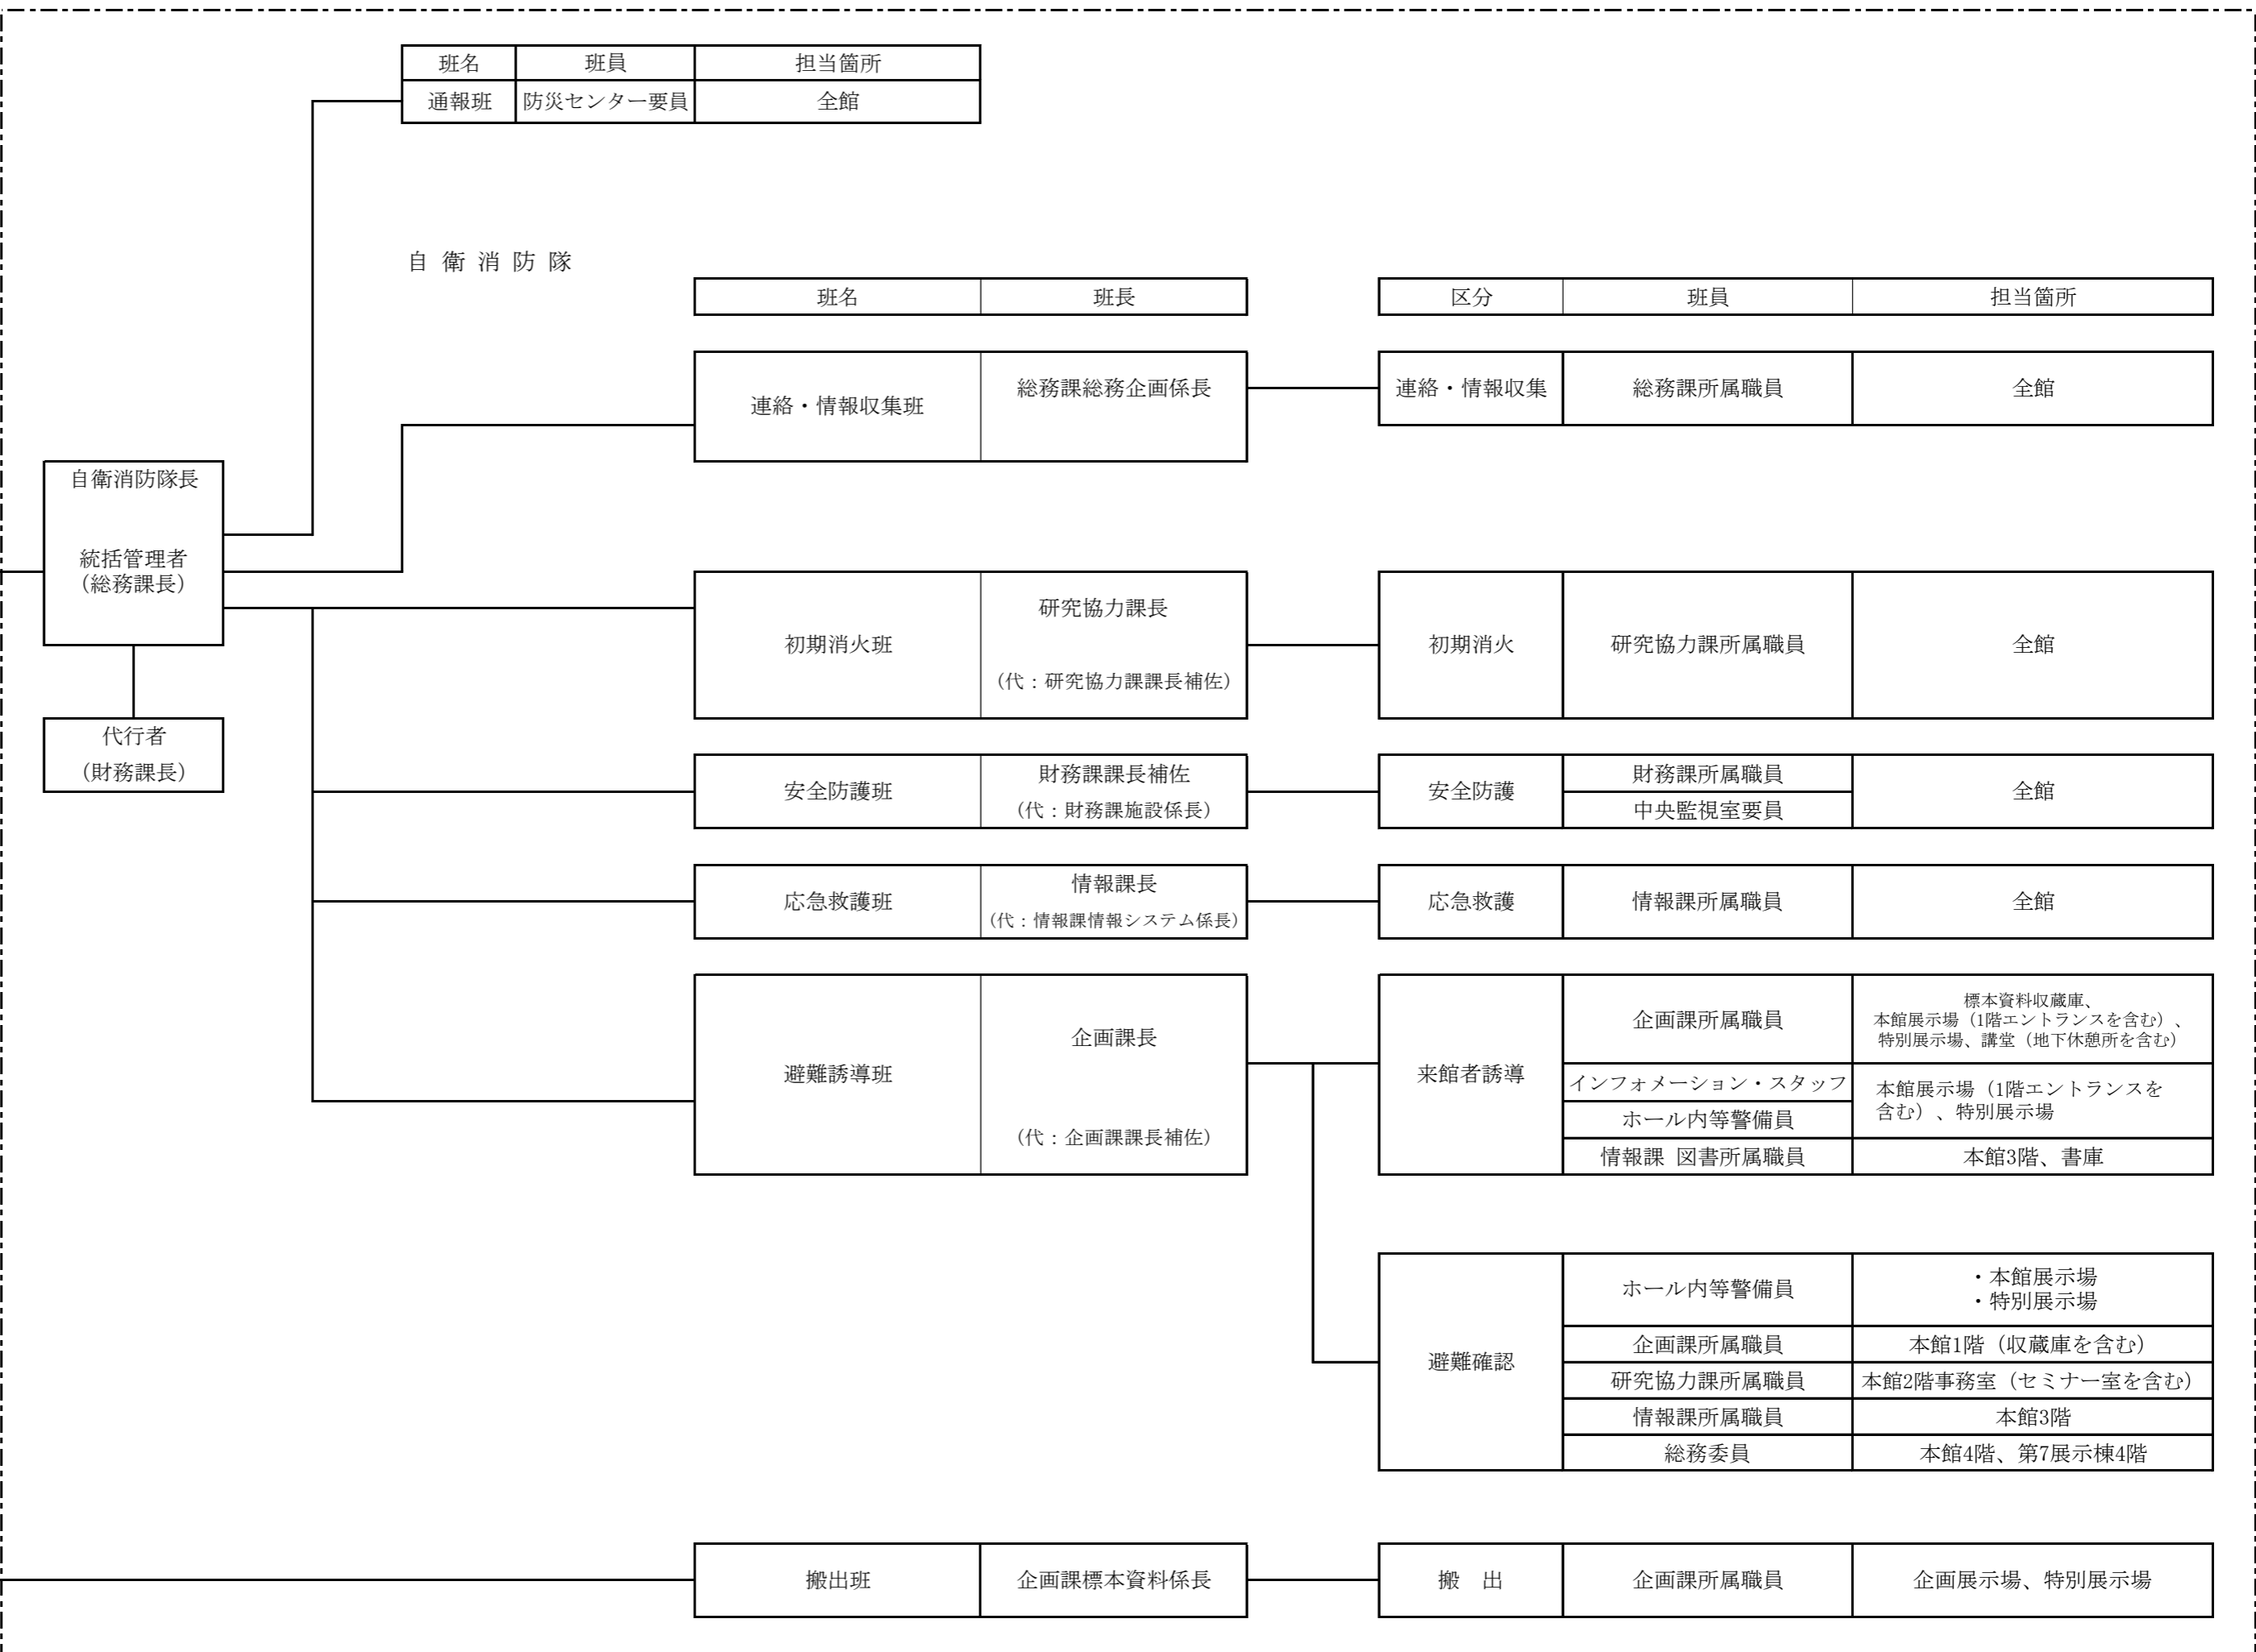 班名 班員 担当箇所
通報班 防災センター要員 全館
自 衛 消 防 隊
班名 班長 区分 班員 担当箇所
連絡・情報収集班 総務課総務企画係長 連絡・情報収集 総務課所属職員 全館
自衛消防隊長
統括管理者
(総務課長)
代行者
(財務課長)
初期消火班 研究協力課長 初期消火 研究協力課所属職員 全館
(代:研究協力課課長補佐)
安全防護班 財務課課長補佐 安全防護 財務課所属職員 全館
(代:財務課施設係長) 中央監視室要員
応急救護班 情報課長 応急救護 情報課所属職員 全館
(代:情報課情報システム係長)
避難誘導班 企画課長
(代:企画課課長補佐)
来館者誘導
企画課所属職員
標本資料収蔵庫、
本館展示場(1階エントランスを含む)、
特別展示場、講堂(地下休憩所を含む)
インフォメーション・スタッフ
ホール内等警備員
本館展示場(1階エントランスを
含む)、特別展示場
情報課 図書所属職員 本館3階、書庫
避難確認
ホール内等警備員
・本館展示場
・特別展示場
企画課所属職員 本館1階(収蔵庫を含む)
研究協力課所属職員 本館2階事務室(セミナー室を含む)
情報課所属職員 本館3階
総務委員 本館4階、第7展示棟4階
搬出班 企画課標本資料係長 搬 出 企画課所属職員 企画展示場、特別展示場